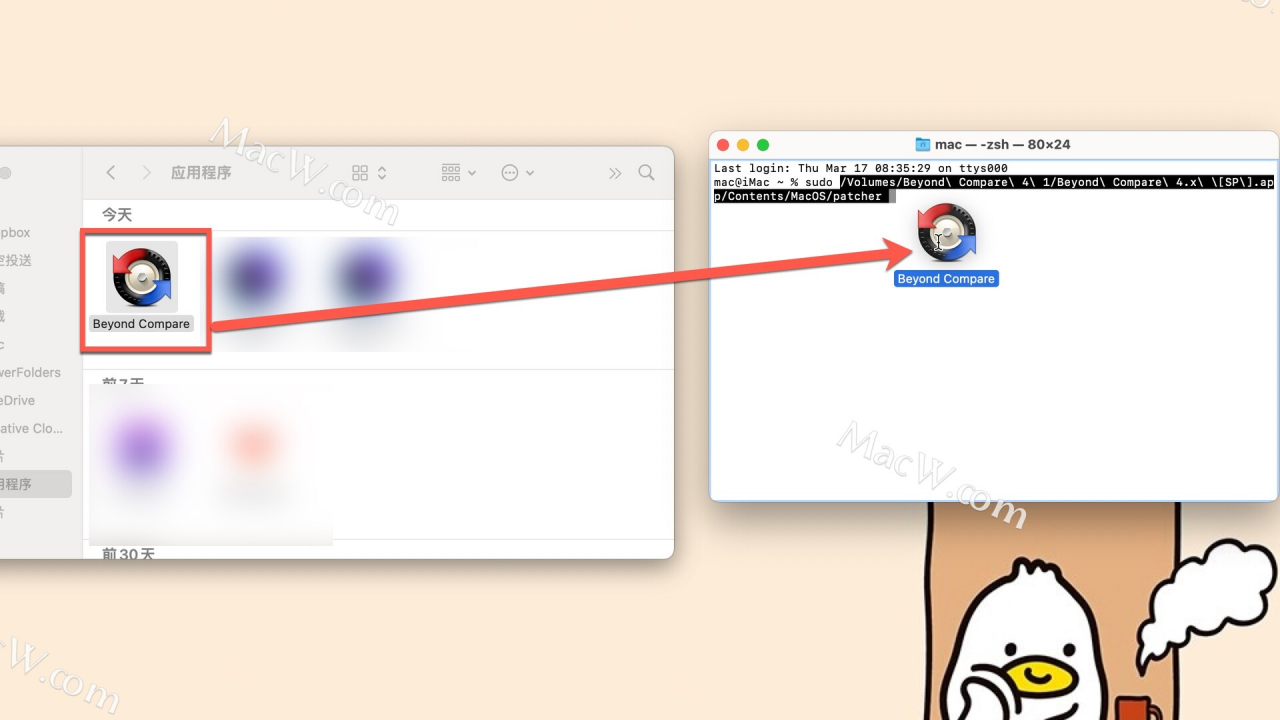 MacW.com
应用程序
今天
Beyond Compare
前7天
前30天
pbox
空投送
稿
载
c
werFolders
eDrive
ative Clo...
片
用程序
片
mac — -zsh — 80×24
Last login: Thu Mar 17 08:35:29 on ttys000
mac@iMac ~ % sudo /Volumes/Beyond\ Compare\ 4\ 1/Beyond\ Compare\ 4.x\ \[SP\].ap
p/Contents/MacOS/patcher
Beyond Compare
MacW.com
W.com